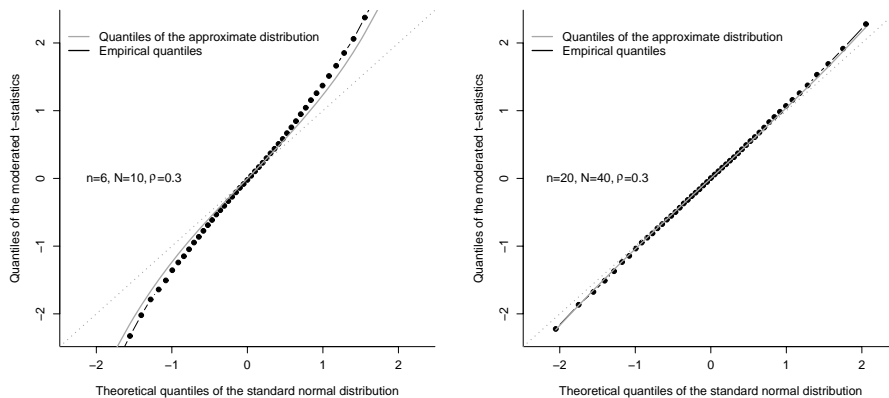 Quantiles of the moderated t−statistics
2
1
0
−1
−2
Quantiles of the approximate distribution
Empirical quantiles
n=6, N=10, ρ=0.3
−2 −1 0 1 2
Theoretical quantiles of the standard normal distribution
Quantiles of the moderated t−statistics
2
1
0
−1
−2
Quantiles of the approximate distribution
Empirical quantiles
n=20, N=40, ρ=0.3
−2 −1 0 1 2
Theoretical quantiles of the standard normal distribution